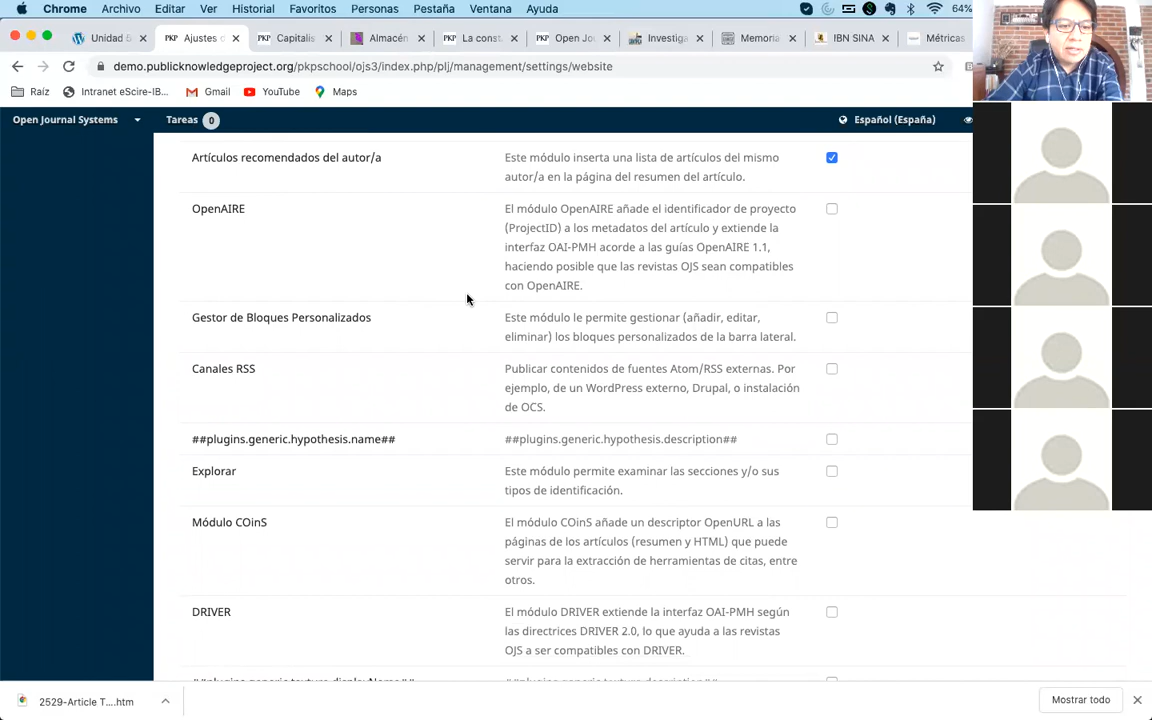 Chrome Archivo Editar Ver Historial Favoritos Personas Pestaña Ventana Ayuda 64%
Unidad Ajustes d Capitalis Almac La const Open Jo Investiga Memoria IBN SINA Métricas
demo.publicknowledgeproject.org/pkpschool/ojs3/index.php/plj/management/settings/website
Raíz Intranet eScire-IB... Gmail YouTube Maps
Open Journal Systems Tareas 0 Español (España)
Artículos recomendados del autor/a
Este módulo inserta una lista de artículos del mismo
autor/a en la página del resumen del artículo.
OpenAIRE
El módulo OpenAIRE añade el identificador de proyecto
(ProjectID) a los metadatos del artículo y extiende la
interfaz OAI-PMH acorde a las guías OpenAIRE 1.1,
haciendo posible que las revistas OJS sean compatibles
con OpenAIRE.
Gestor de Bloques Personalizados
Este módulo le permite gestionar (añadir, editar,
eliminar) los bloques personalizados de la barra lateral.
Canales RSS
Publicar contenidos de fuentes Atom/RSS externas. Por
ejemplo, de un WordPress externo, Drupal, o instalación
de OCS.
##plugins.generic.hypothesis.name##
##plugins.generic.hypothesis.description##
Explorar
Este módulo permite examinar las secciones y/o sus
tipos de identificación.
Módulo COinS
El módulo COinS añade un descriptor OpenURL a las
páginas de los artículos (resumen y HTML) que puede
servir para la extracción de herramientas de citas, entre
otros.
DRIVER
El módulo DRIVER extiende la interfaz OAI-PMH según
las directrices DRIVER 2.0, lo que ayuda a las revistas
OJS a ser compatibles con DRIVER.
##plugins.generic.texture.displayName##
##plugins.generic.texture.description##
2529-Article T....htm
Mostrar todo